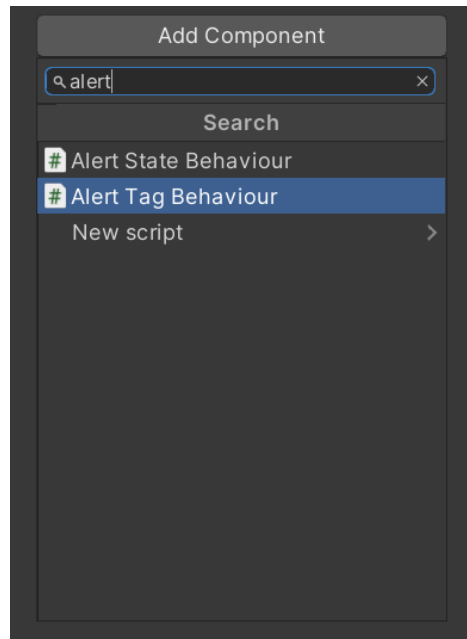 Add Component
alert
Search
# Alert State Behaviour
# Alert Tag Behaviour
New script